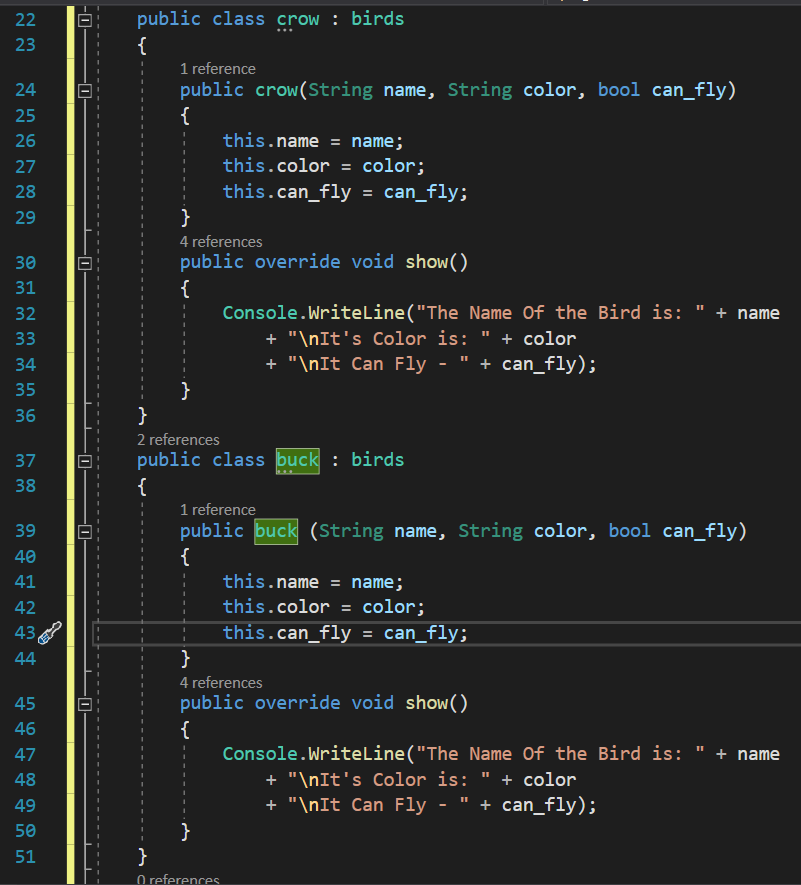 22 public class crow : birds
23 {
1 reference
24 public crow(String name, String color, bool can_fly)
25 {
26 this.name = name;
27 this.color = color;
28 this.can_fly = can_fly;
29 }
4 references
30 public override void show()
31 {
32 Console.WriteLine("The Name Of the Bird is: " + name
33 + "\nIt's Color is: " + color
34 + "\nIt Can Fly - " + can_fly);
35 }
36 }
2 references
37 public class buck : birds
38 {
1 reference
39 public buck (String name, String color, bool can_fly)
40 {
41 this.name = name;
42 this.color = color;
43 this.can_fly = can_fly;
44 }
4 references
45 public override void show()
46 {
47 Console.WriteLine("The Name Of the Bird is: " + name
48 + "\nIt's Color is: " + color
49 + "\nIt Can Fly - " + can_fly);
50 }
51 }
0 references